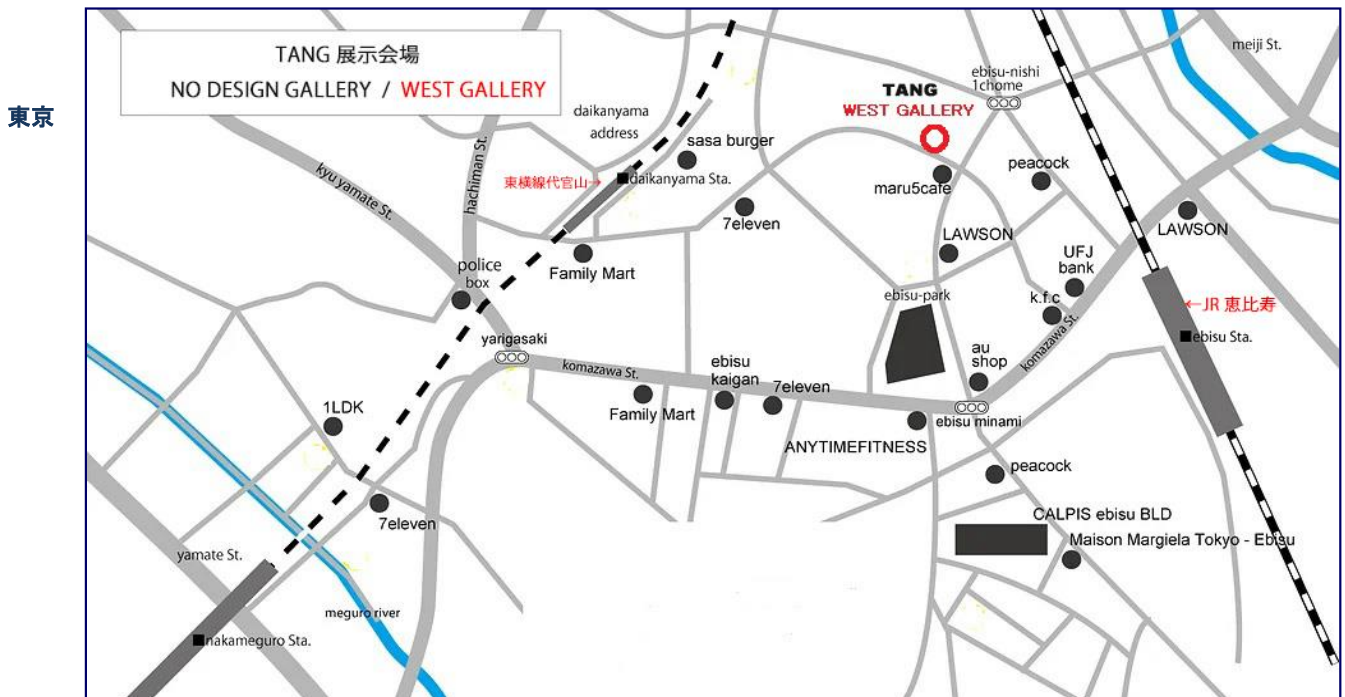 東京
TANG 展示会場
NO DESIGN GALLERY / WEST GALLERY
meiji St.
ebisu-nishi
1chome
TANG
WEST GALLERY
daikanyama
address
hachiman St.
kyu yamate St.
sasa burger
東横線代官山→
daikanyama Sta.
peacock
maru5cafe
7eleven
LAWSON
LAWSON
Family Mart
police
box
UFJ
bank
ebisu-park
k.f.c
←JR 恵比寿
ebisu Sta.
yarigasaki
komazawa St.
ebisu
kaigan
7eleven
au
shop
komazawa St.
1LDK
Family Mart
ebisu minami
ANYTIMEFITNESS
peacock
7eleven
CALPIS ebisu BLD
Maison Margiela Tokyo - Ebisu
yamate St.
meguro river
nakameguro Sta.